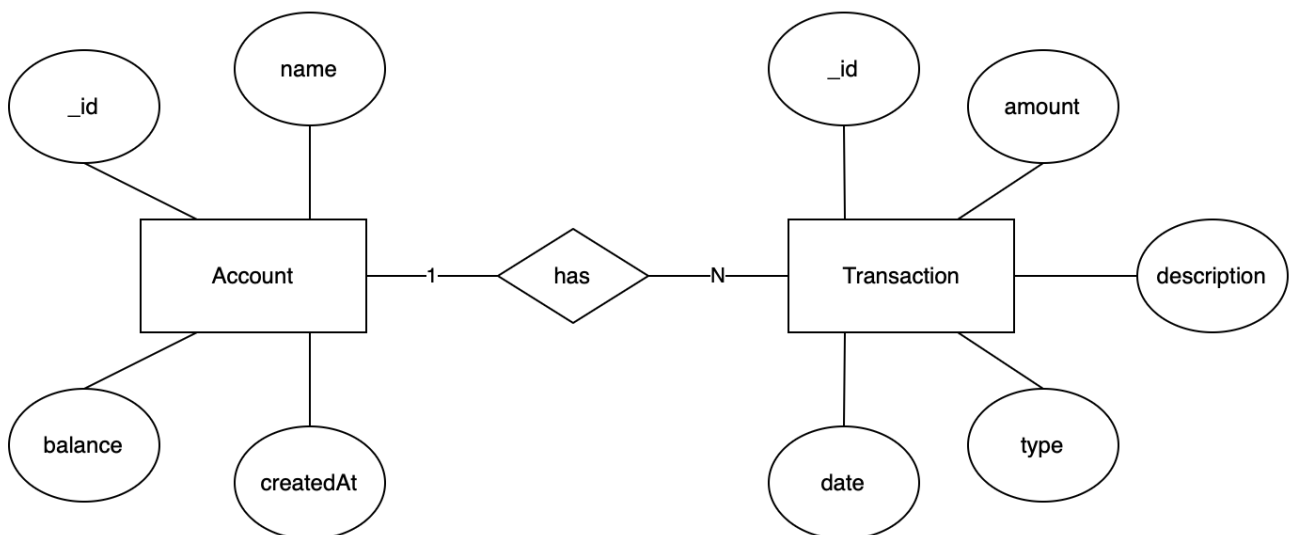 name
_id
_id
amount
Account
1
has
N
Transaction
description
balance
createdAt
date
type